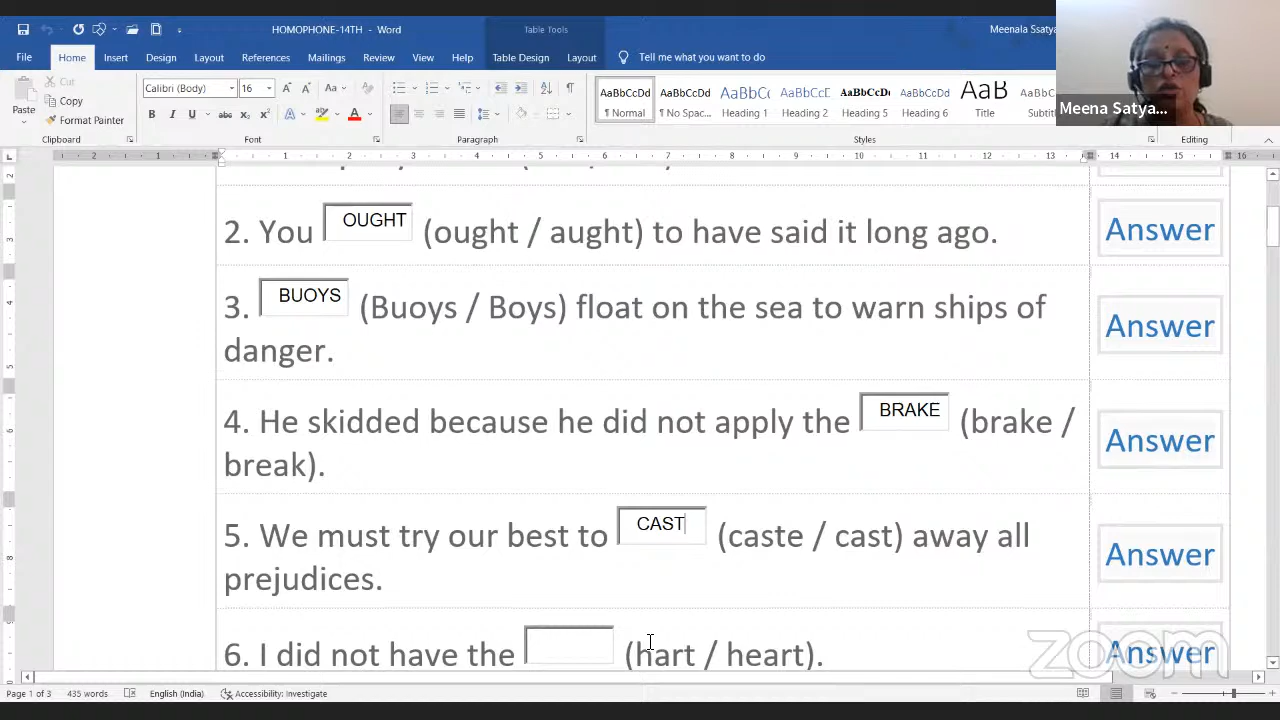 HOMOPHONE-14TH - Word
Table Tools
Meenala Ssatya
File Home Insert Design Layout References Mailings Review View Help Table Design Layout Tell me what you want to do
Paste
Cut
Copy
Format Painter
Calibri (Body) 16
AaBbCcDd AaBbCcDd AaBbCc AaBbCcC AaBbCcDc AaBbCcDd AaB AaBbCc
Normal No Spac... Heading 1 Heading 2 Heading 5 Heading 6 Title Subtit
Clipboard Font Paragraph Styles Editing
Meena Satya...
2. You OUGHT (ought / aught) to have said it long ago.
Answer
3. BUOYS (Buoys / Boys) float on the sea to warn ships of
danger.
Answer
4. He skidded because he did not apply the BRAKE (brake /
break).
Answer
5. We must try our best to CAST (caste / cast) away all
prejudices.
Answer
6. I did not have the (hart / heart).
Answer
zoom
Page 1 of 3 435 words English (India) Accessibility: Investigate